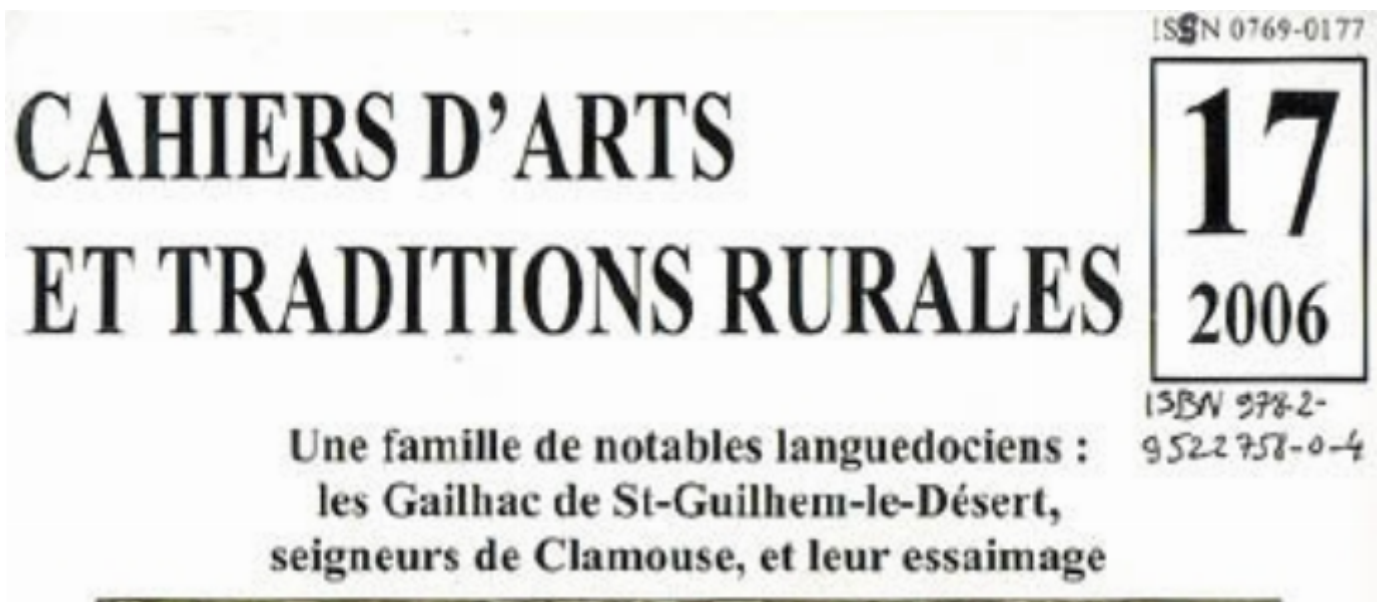 ISSN 0769-0177
CAHIERS D'ARTS
ET TRADITIONS RURALES
17
2006
ISBN 978-2-
9522758-0-4
Une famille de notables languedociens :
les Gailhac de St-Guilhem-le-Désert,
seigneurs de Clamouse, et leur essaimage